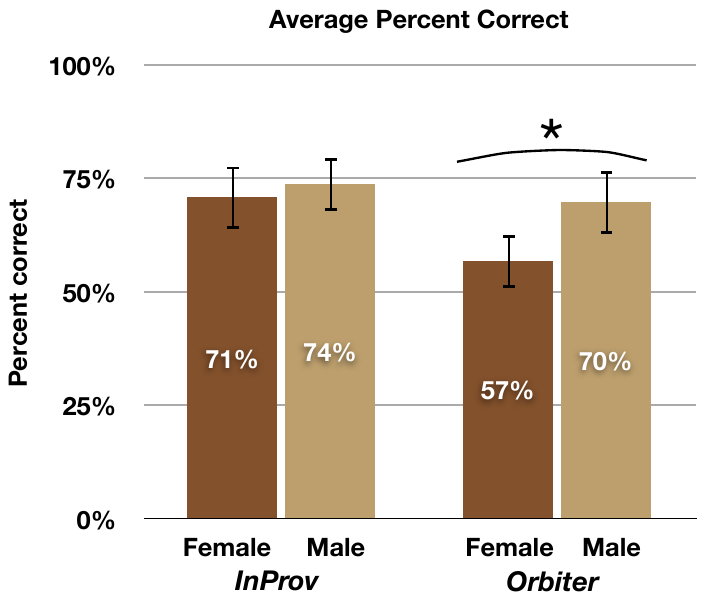 Average Percent Correct
100%
*
75%
50%
25%
0%
Percent correct
71%
74%
57%
70%
Female Male Female Male
InProv Orbiter